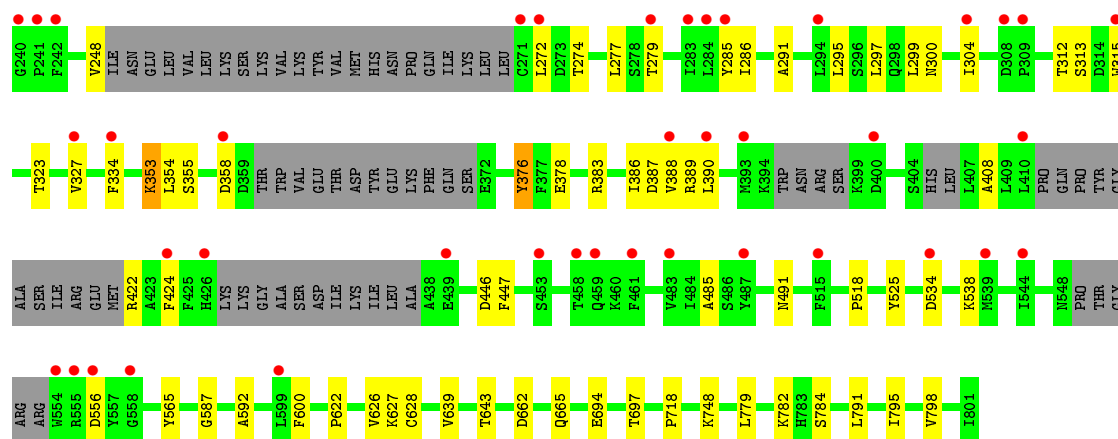 G240 P241 F242 V248 ILE ASN GLU LEU VAL LEU LYS SER LYS VAL LYS TYR VAL MET HIS ASN PRO GLN ILE LYS LEU LEU C271 L272 D273 T274 L277 S278 T279 I283 L284 Y285 I286 A291 L294 L295 S296 L297 Q298 L299 N300 I304 D308 P309 T312 S313 D314 W315
T323 V327 F334 K353 L354 S355 D358 D359 THR TRP VAL GLU THR ASP TYR GLU LYS PHE GLN SER E372 Y376 F377 E378 R383 I386 D387 V388 R389 L390 M393 K394 TRP ASN ARG SER K399 D400 S404 HIS LEU L407 A408 L409 L410 PRO GLN PRO TYR GLY
ALA SER ILE ARG GLU MET R422 A423 F424 F425 H426 LYS LYS GLY ALA SER ASP ILE LYS ILE LEU ALA A438 E439 D446 F447 S453 T458 Q459 K460 F461 V483 I484 A485 S486 Y487 N491 F515 P518 Y525 D534 K538 M539 I544 N548 PRO THR GLY
ARG ARG W554 R555 D556 Y557 G558 Y565 G587 A592 L599 F600 P622 V626 K627 C628 V639 T643 D662 Q665 E694 T697 P718 K748 L779 K782 H783 S784 L791 I795 V798 I801